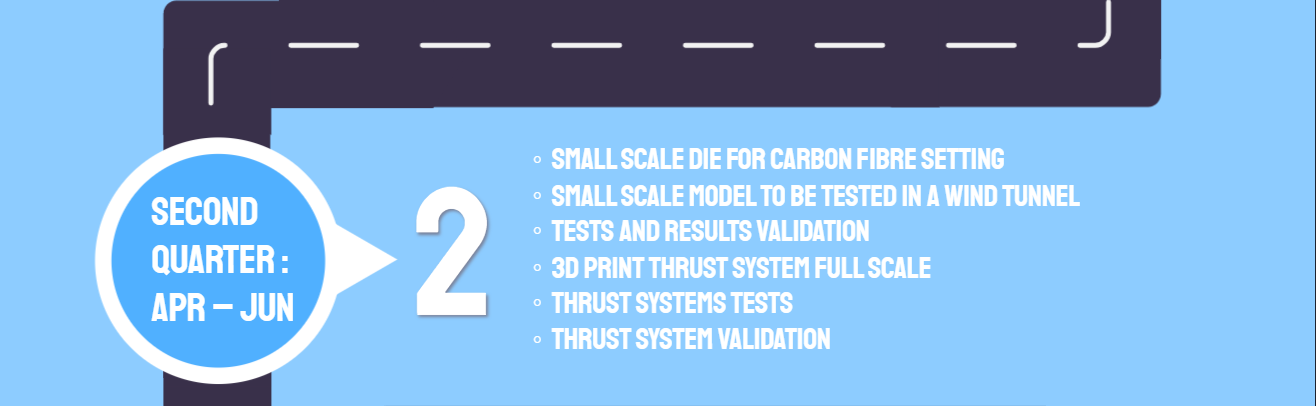 SECOND
QUARTER :
APR – JUN
2
◦ SMALL SCALE DIE FOR CARBON FIBRE SETTING
◦ SMALL SCALE MODEL TO BE TESTED IN A WIND TUNNEL
◦ TESTS AND RESULTS VALIDATION
◦ 3D PRINT THRUST SYSTEM FULL SCALE
◦ THRUST SYSTEMS TESTS
◦ THRUST SYSTEM VALIDATION